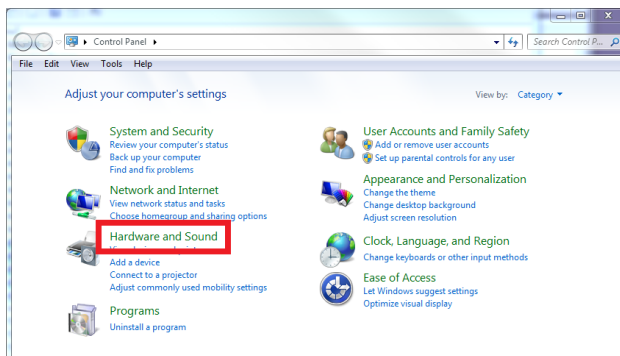 Control Panel
Search Control P...
File Edit View Tools Help
Adjust your computer's settings
View by: Category
System and Security
Review your computer's status
Back up your computer
Find and fix problems
Network and Internet
View network status and tasks
Choose homegroup and sharing options
Hardware and Sound
Add a device
Connect to a projector
Adjust commonly used mobility settings
Programs
Uninstall a program
User Accounts and Family Safety
Add or remove user accounts
Set up parental controls for any user
Appearance and Personalization
Change the theme
Change desktop background
Adjust screen resolution
Clock, Language, and Region
Change keyboards or other input methods
Ease of Access
Let Windows suggest settings
Optimize visual display